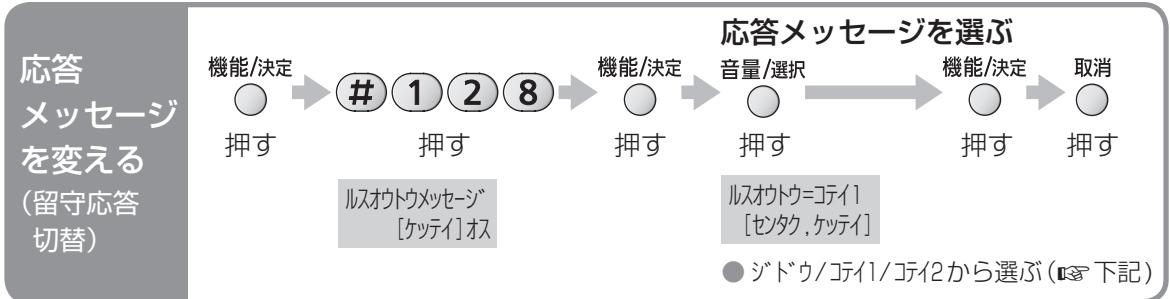 応答
メッセージ
を変える
(留守応答
切替)
応答メッセージを選ぶ
機能/決定
押す
#128
押す
ルスオウトウメッセージ
[ケッテイ]オス
機能/決定
押す
音量/選択
押す
ルスオウトウ=コテイ1
[センタク,ケッテイ]
機能/決定
押す
取消
押す
● ジドウ/コテイ1/コテイ2から選ぶ(☞下記)